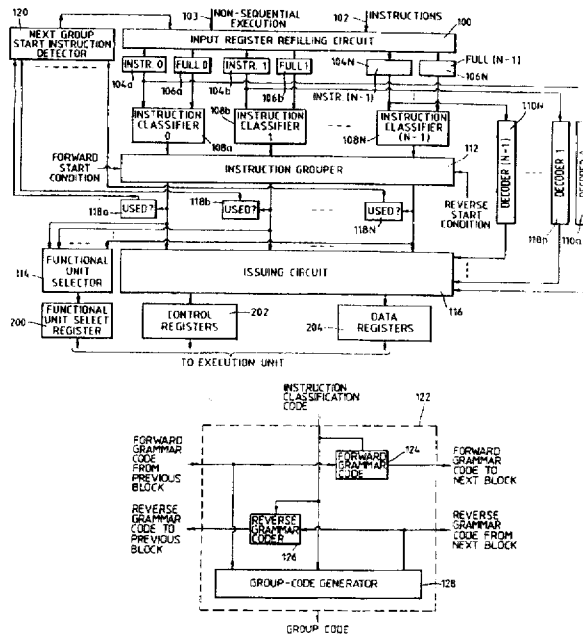 120
103
NON-SEQUENTIAL
EXECUTION
102
INSTRUCTIONS
NEXT GROUP
START INSTRUCTION
DETECTOR
INPUT REGISTER REFILLING CIRCUIT
100
INSTR. 0
FULL 0
INSTR. 1
FULL 1
104N
FULL (N-1)
104a
106a
104b
106b
INSTR. (N-1)
106N
110N
108b
INSTRUCTION
CLASSIFIER
0
INSTRUCTION
CLASSIFIER
1
INSTRUCTION
CLASSIFIER
(N-1)
108a
108N
DECODER (N-1)
DECODER 1
FORWARD
START
CONDITION
INSTRUCTION GROUPER
112
118a
USED?
118b
USED?
USED?
118N
REVERSE
START
CONDITION
110a
FUNCTIONAL
UNIT
SELECTOR
ISSUING CIRCUIT
114
116
200
FUNCTIONAL
UNIT SELECT
REGISTER
CONTROL
REGISTERS
202
204
DATA
REGISTERS
TO EXECUTION UNIT
INSTRUCTION
CLASSIFICATION
CODE
122
FORWARD
GRAMMAR
CODE
FROM
PREVIOUS
BLOCK
FORWARD
GRAMMAR
CODE
124
FORWARD
GRAMMAR
CODE TO
NEXT BLOCK
REVERSE
GRAMMAR
CODE TO
PREVIOUS
BLOCK
REVERSE
GRAMMAR
CODER
126
REVERSE
GRAMMAR
CODE FROM
NEXT BLOCK
GROUP-CODE GENERATOR
128
GROUP CODE